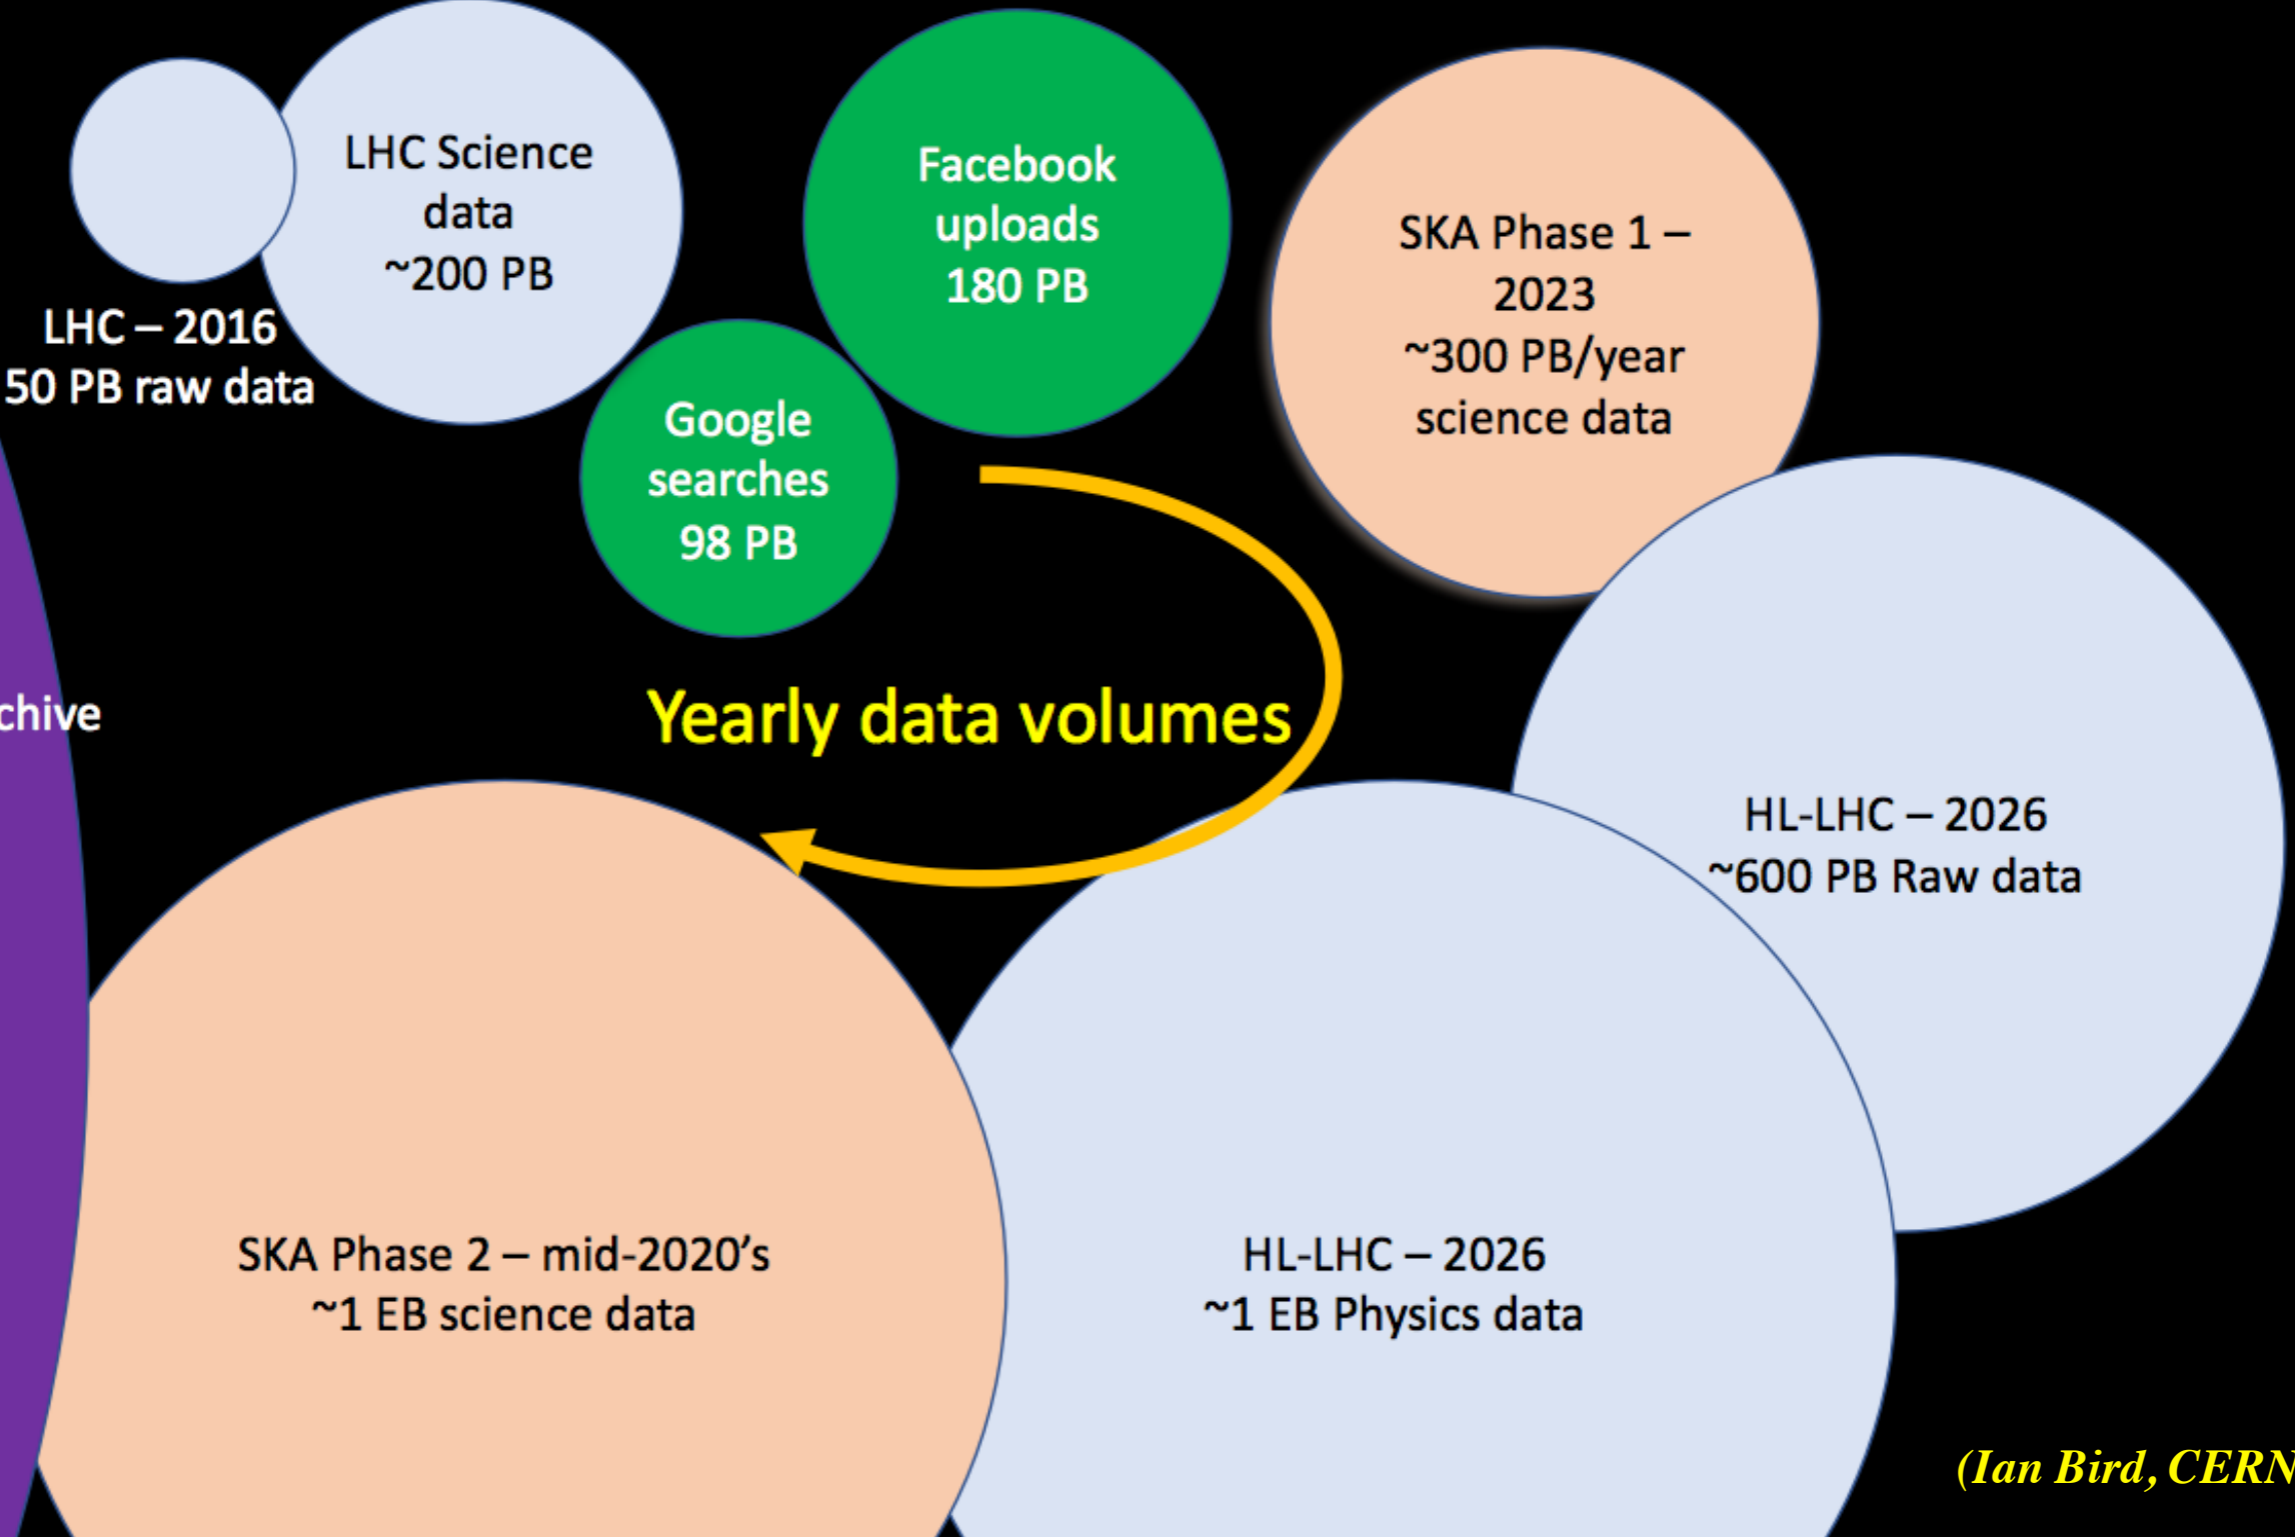 LHC Science
data
~200 PB
Facebook
uploads
180 PB
SKA Phase 1 –
2023
~300 PB/year
science data
LHC – 2016
50 PB raw data
Google
searches
98 PB
chive
Yearly data volumes
HL-LHC – 2026
~600 PB Raw data
SKA Phase 2 – mid-2020’s
~1 EB science data
HL-LHC – 2026
~1 EB Physics data
(Ian Bird, CERN